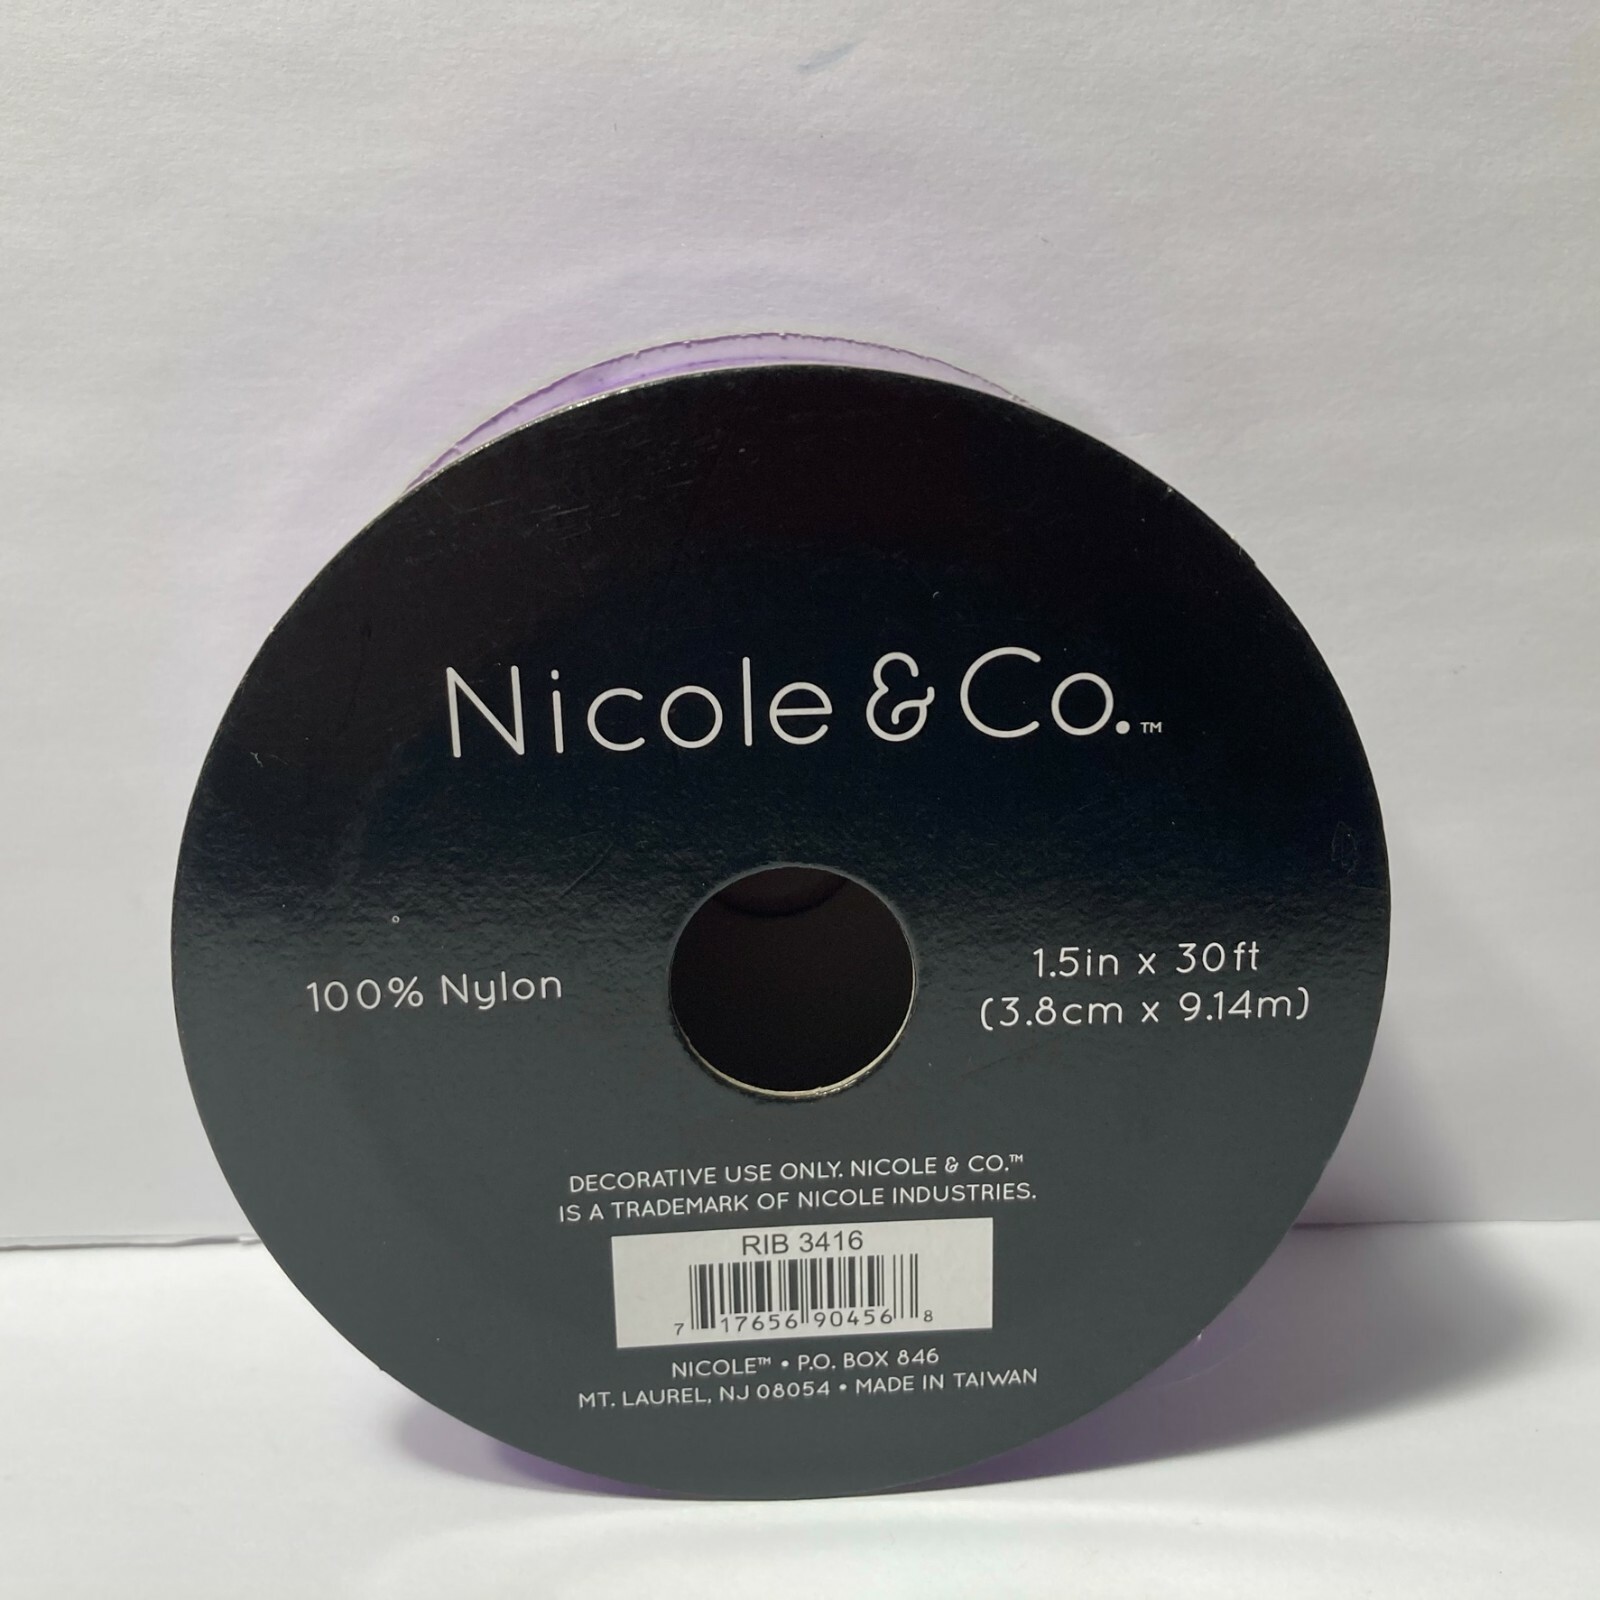 Nicole & Co.™
100% Nylon
1.5in x 30ft
(3.8cm x 9.14m)
DECORATIVE USE ONLY. NICOLE & CO.™
IS A TRADEMARK OF NICOLE INDUSTRIES.
RIB 3416
7 17656 90456 8
NICOLE™ • P.O. BOX 846
MT. LAUREL, NJ 08054 • MADE IN TAIWAN